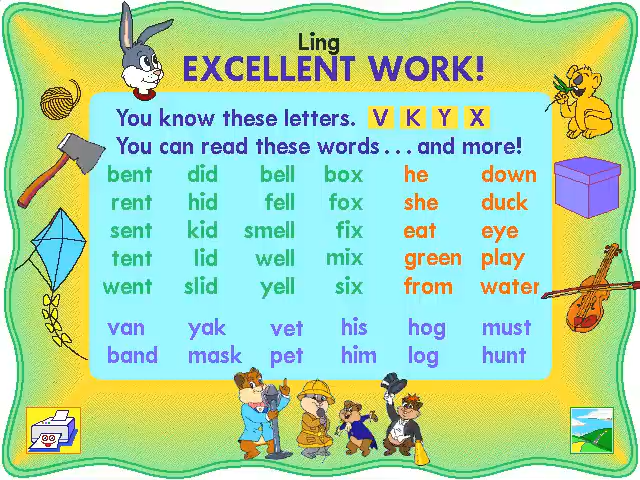 Ling
EXCELLENT WORK!
You know these letters. V K Y X
You can read these words...and more!
bent did bell box he down
rent hid fell fox she duck
sent kid smell fix eat eye
tent lid well mix green play
went slid yell six from water
van yak vet his hog must
band mask pet him log hunt